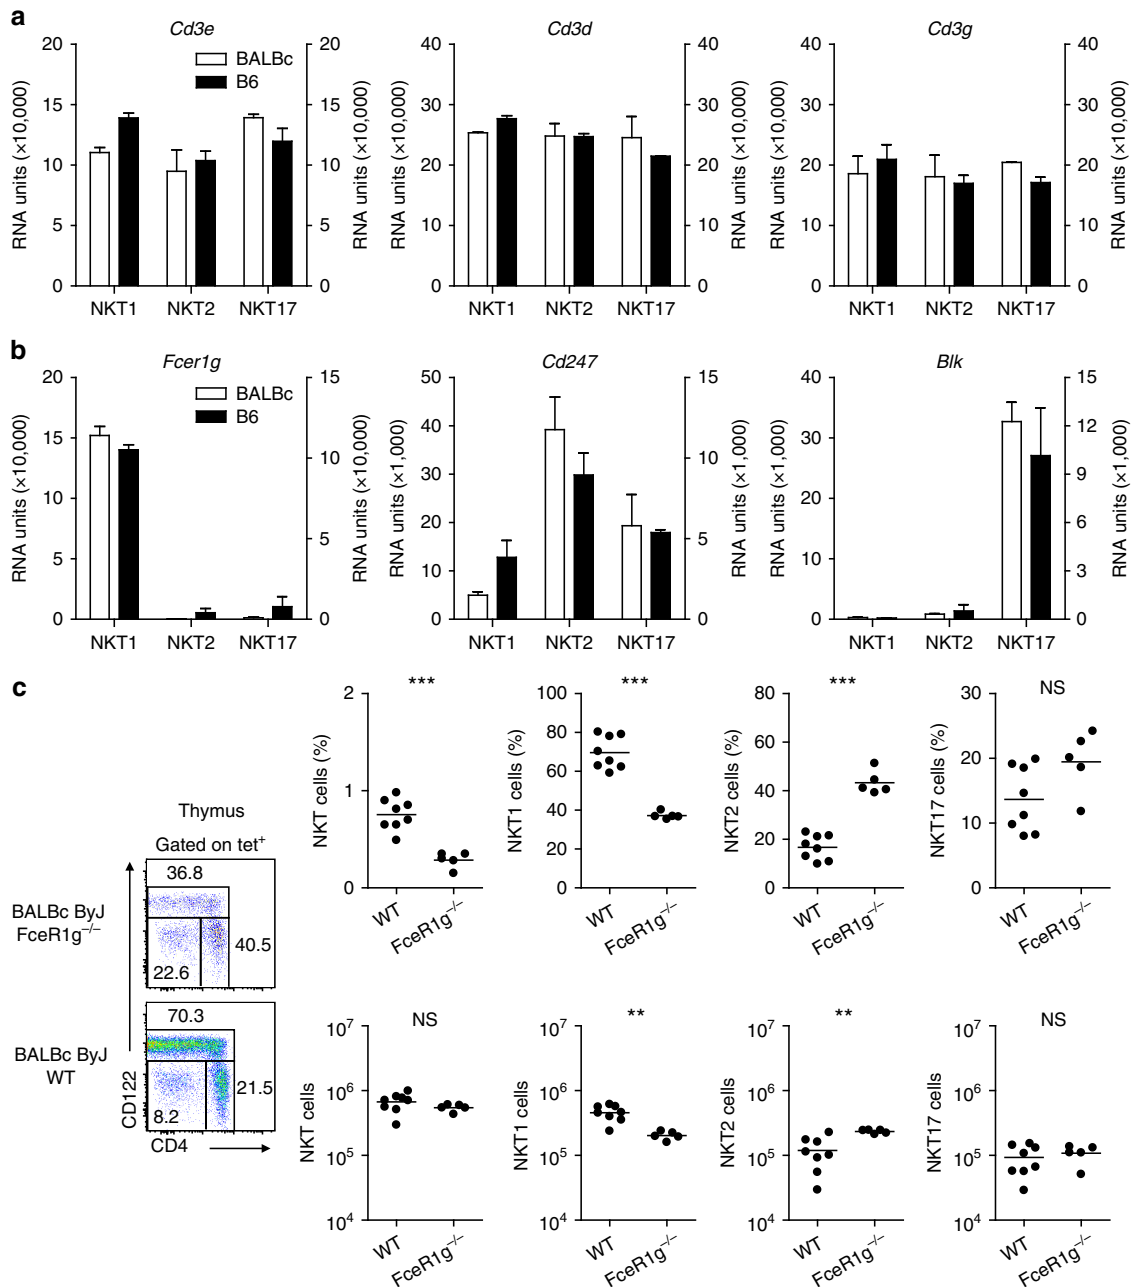 a
Cd3e
Cd3d
Cd3g
RNA units (×10,000)
20
15
10
5
0
BALBc
B6
20
15
10
5
0
RNA units (×10,000)
NKT1 NKT2 NKT17
RNA units (×10,000)
40
30
20
10
0
40
30
20
10
0
RNA units (×10,000)
NKT1 NKT2 NKT17
RNA units (×10,000)
40
30
20
10
0
40
30
20
10
0
RNA units (×10,000)
NKT1 NKT2 NKT17
b
Fcer1g
Cd247
Blk
RNA units (×10,000)
20
15
10
5
0
BALBc
B6
15
10
5
0
RNA units (×10,000)
NKT1 NKT2 NKT17
RNA units (×1,000)
50
40
30
20
10
0
15
10
5
0
RNA units (×1,000)
NKT1 NKT2 NKT17
RNA units (×1,000)
40
30
20
10
0
15
12
9
6
3
0
RNA units (×1,000)
NKT1 NKT2 NKT17
c
Thymus
Gated on tet+
BALBc ByJ
FceR1g–/–
36.8
40.5
22.6
BALBc ByJ
WT
70.3
21.5
8.2
CD122
CD4
***
NKT cells (%)
2
1
0
WT
FceR1g–/–
***
NKT1 cells (%)
100
80
60
40
20
0
WT
FceR1g–/–
***
NKT2 cells (%)
80
60
40
20
0
WT
FceR1g–/–
NS
NKT17 cells (%)
30
20
10
0
WT
FceR1g–/–
NS
NKT cells
10^7
10^6
10^5
10^4
WT
FceR1g–/–
**
NKT1 cells
10^7
10^6
10^5
10^4
WT
FceR1g–/–
**
NKT2 cells
10^7
10^6
10^5
10^4
WT
FceR1g–/–
NS
NKT17 cells
10^7
10^6
10^5
10^4
WT
FceR1g–/–